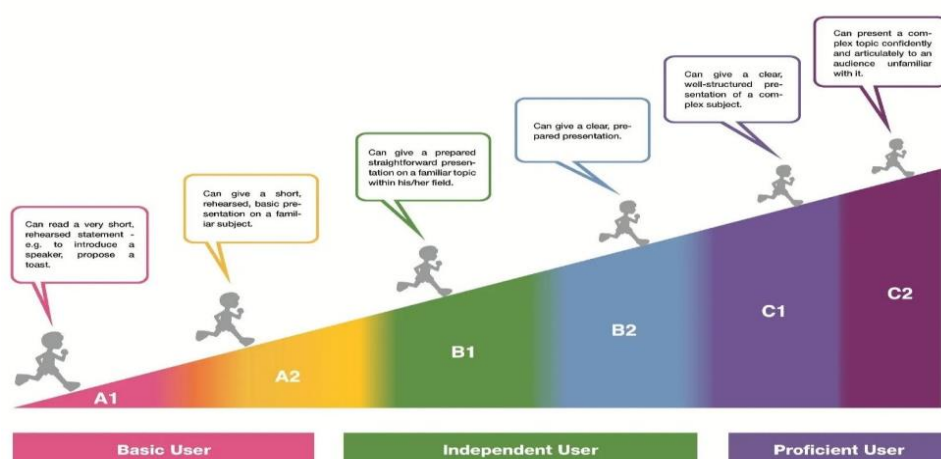 Can read a very short,
rehearsed statement -
e.g. to introduce a
speaker, propose a
toast.
Can give a short,
rehearsed, basic pre-
sentation on a famil-
iar subject.
Can give a prepared
straightforward presen-
tation on a familiar topic
within his/her field.
Can give a clear, pre-
pared presentation.
Can give a clear,
well-structured pre-
sentation of a com-
plex subject.
Can present a com-
plex topic confidently
and articulately to an
audience unfamiliar
with it.
A1
A2
B1
B2
C1
C2
Basic User
Independent User
Proficient User